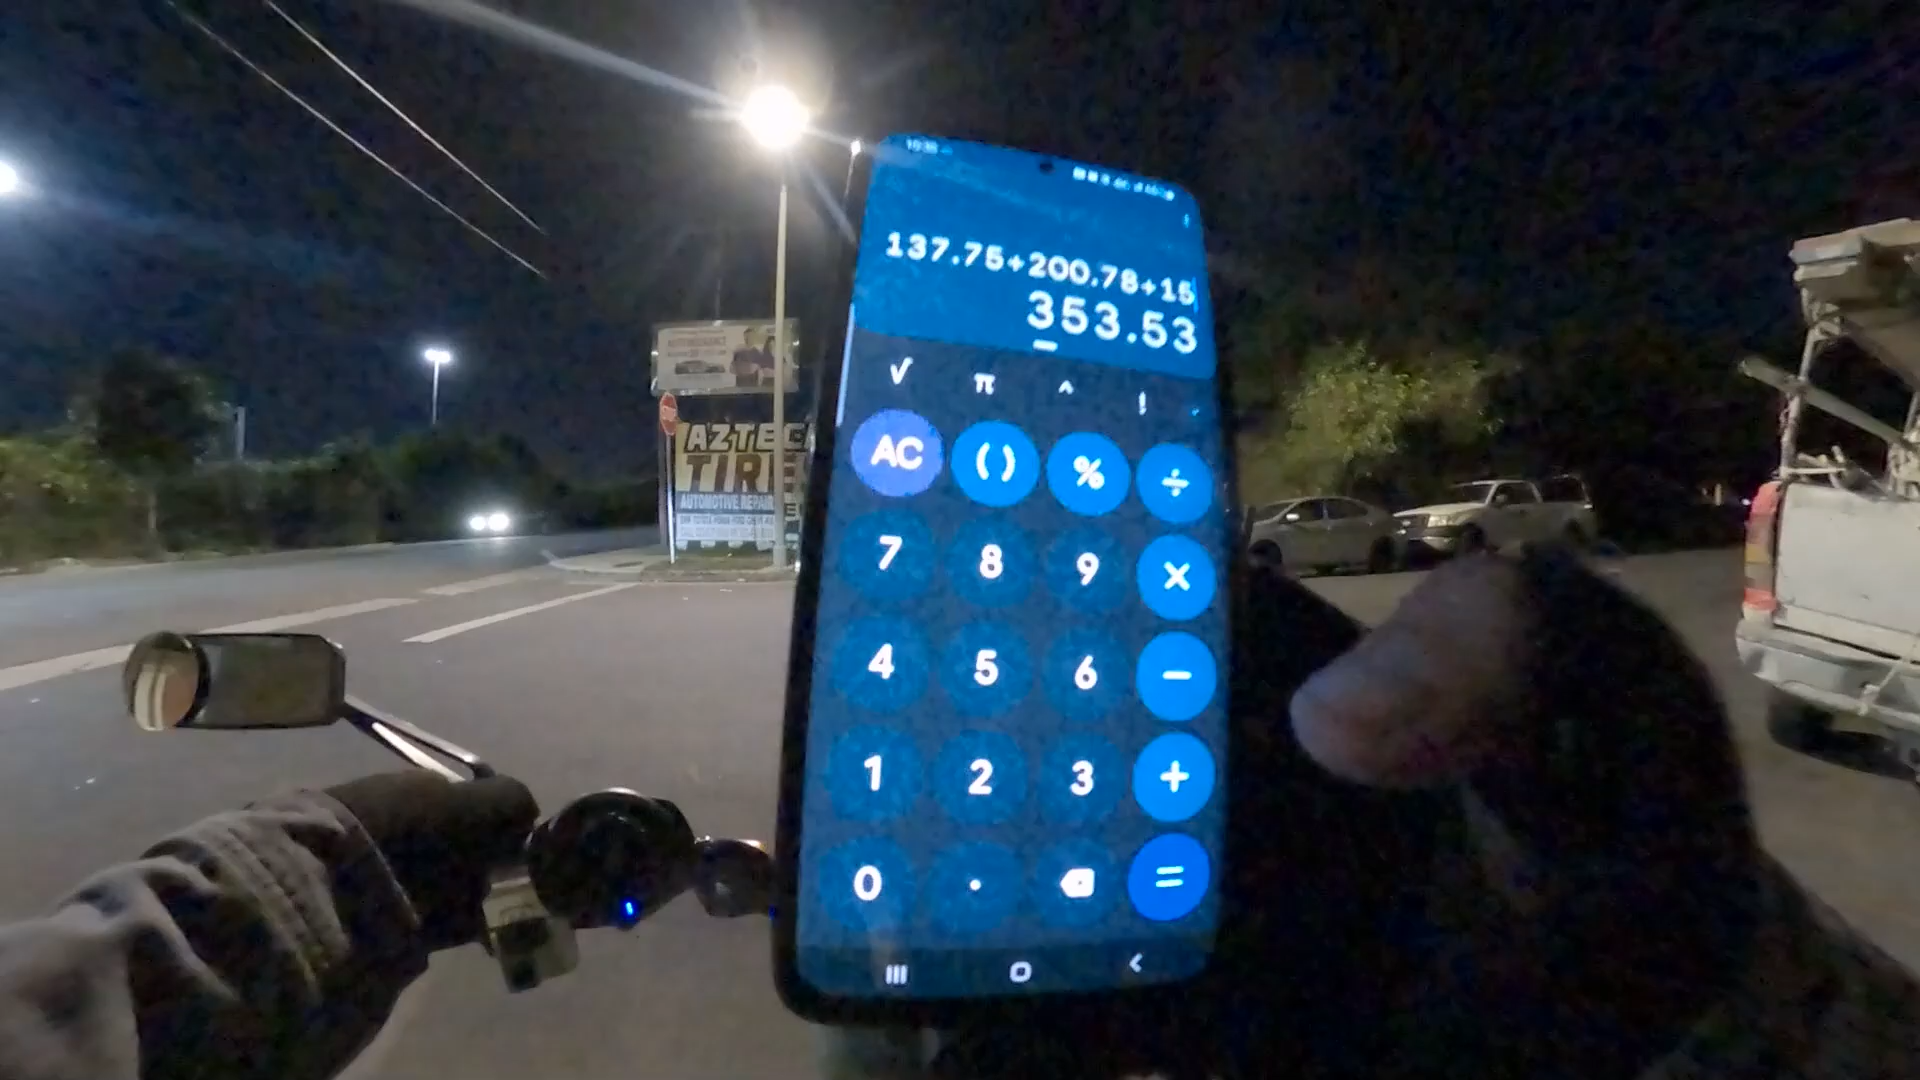 137.75+200.78+15
353.53
√ π ^ !
AC () % ÷
7 8 9 ×
4 5 6 −
1 2 3 +
0 . =
AZTEC
TIRE
AUTOMOTIVE REPAIR